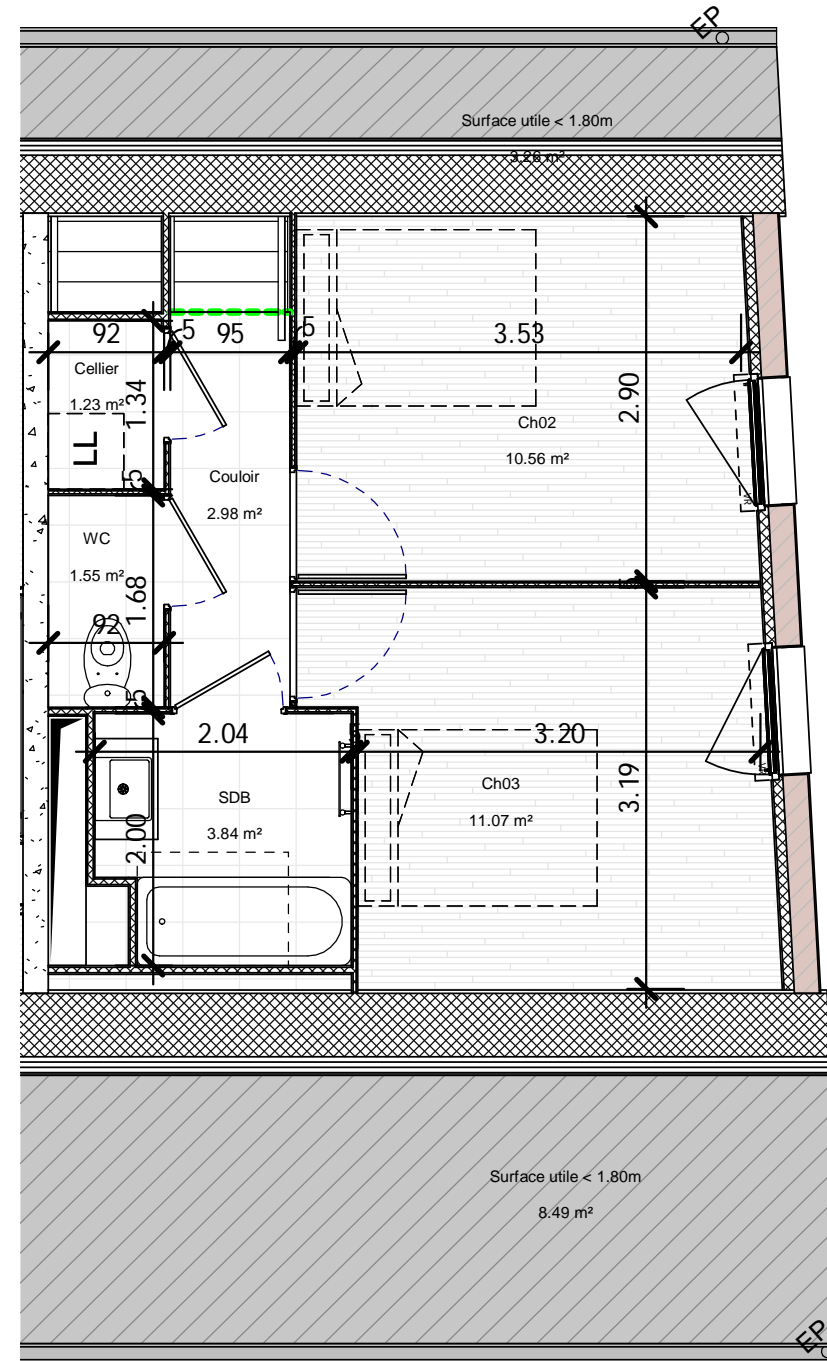 EP
Surface utile < 1.80m
3.26 m²
92
5
95
5
3.53
Cellier
1.23 m²
1.34
2.90
Ch02
10.56 m²
LL
5
Couloir
2.98 m²
VR
WC
1.55 m²
1.68
92
5
2.04
3.20
Ch03
11.07 m²
3.19
SDB
3.84 m²
2.00
Surface utile < 1.80m
8.49 m²
EP